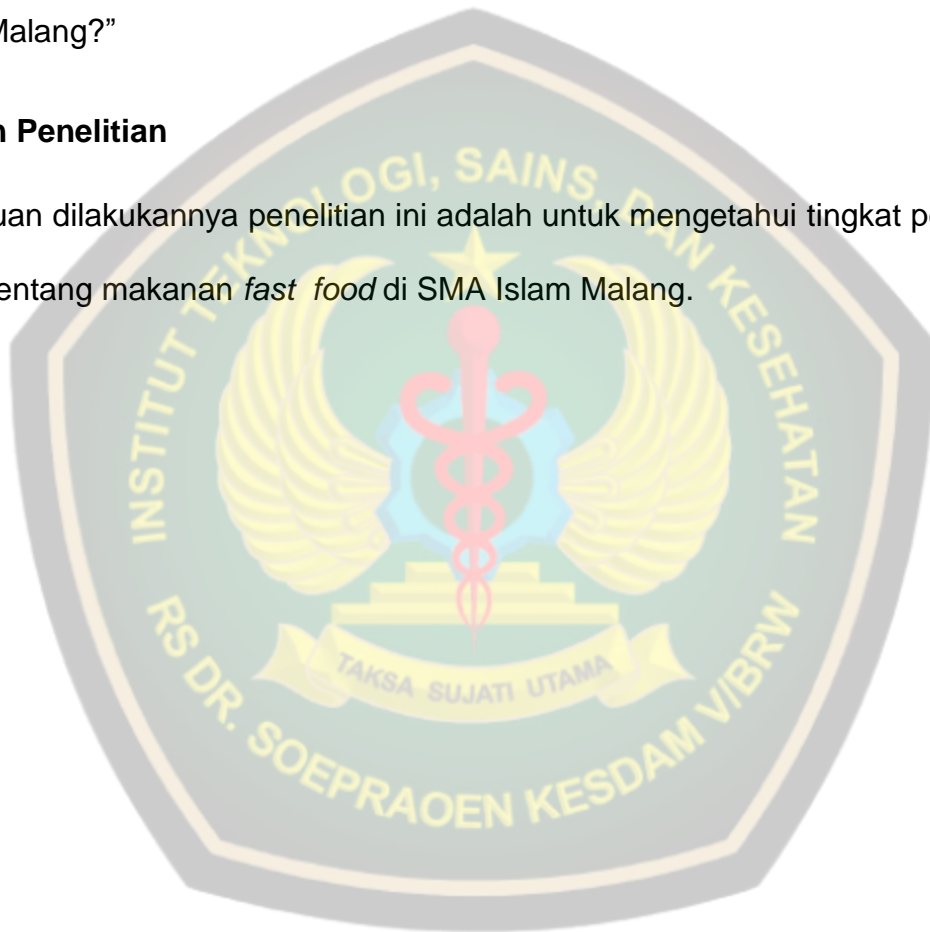 Malang?”
n Penelitian
uan dilakukannya penelitian ini adalah untuk mengetahui tingkat pe
entang makanan fast food di SMA Islam Malang.
INSTITUT TEKNOLOGI, SAINS, DAN KESEHATAN
TAKSA SUJATI UTAMA
RS DR. SOEPRAOEN KESDAM V/BRW